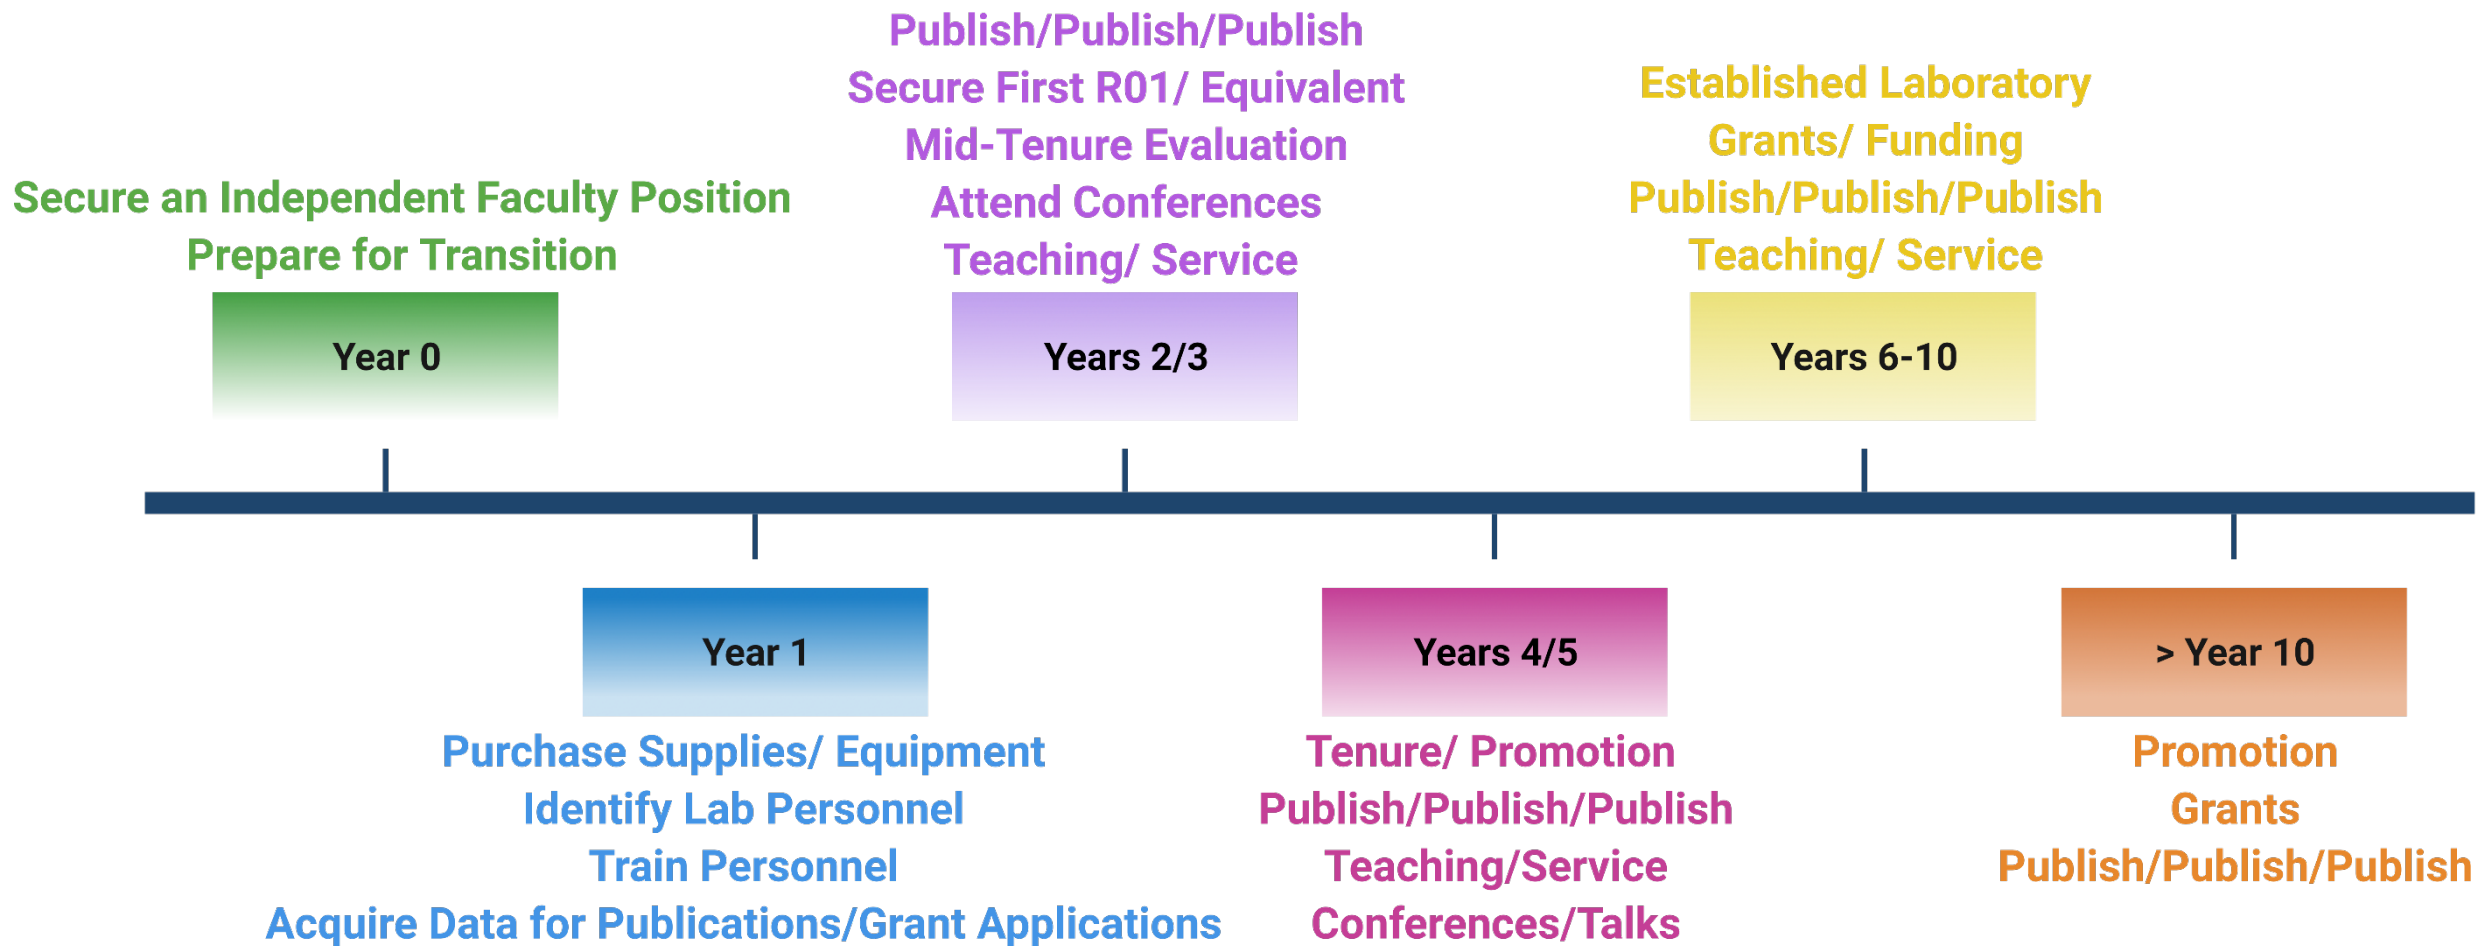 Secure an Independent Faculty Position
Prepare for Transition
Year 0
Purchase Supplies/ Equipment
Identify Lab Personnel
Train Personnel
Acquire Data for Publications/Grant Applications
Year 1
Publish/Publish/Publish
Secure First R01/ Equivalent
Mid-Tenure Evaluation
Attend Conferences
Teaching/ Service
Years 2/3
Years 4/5
Tenure/ Promotion
Publish/Publish/Publish
Teaching/Service
Conferences/Talks
Established Laboratory
Grants/ Funding
Publish/Publish/Publish
Teaching/ Service
Years 6-10
> Year 10
Promotion
Grants
Publish/Publish/Publish